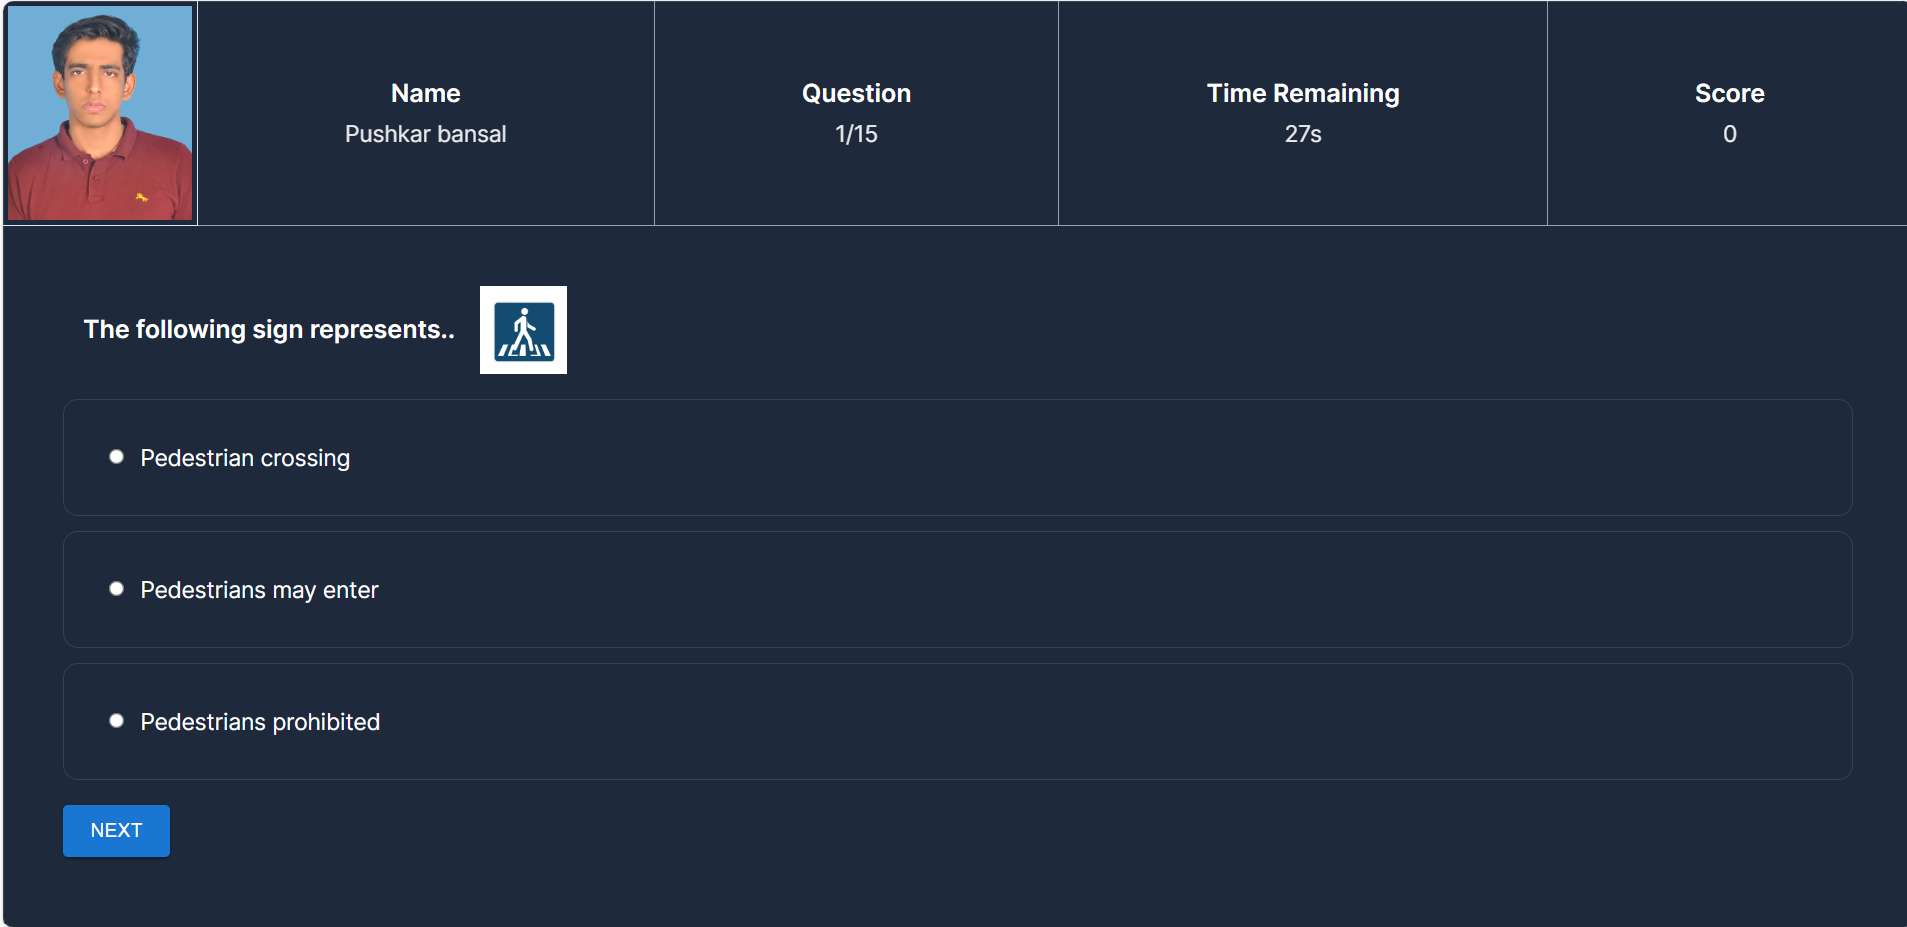 Name
Pushkar bansal
Question
1/15
Time Remaining
27s
Score
0
The following sign represents..
Pedestrian crossing
Pedestrians may enter
Pedestrians prohibited
NEXT